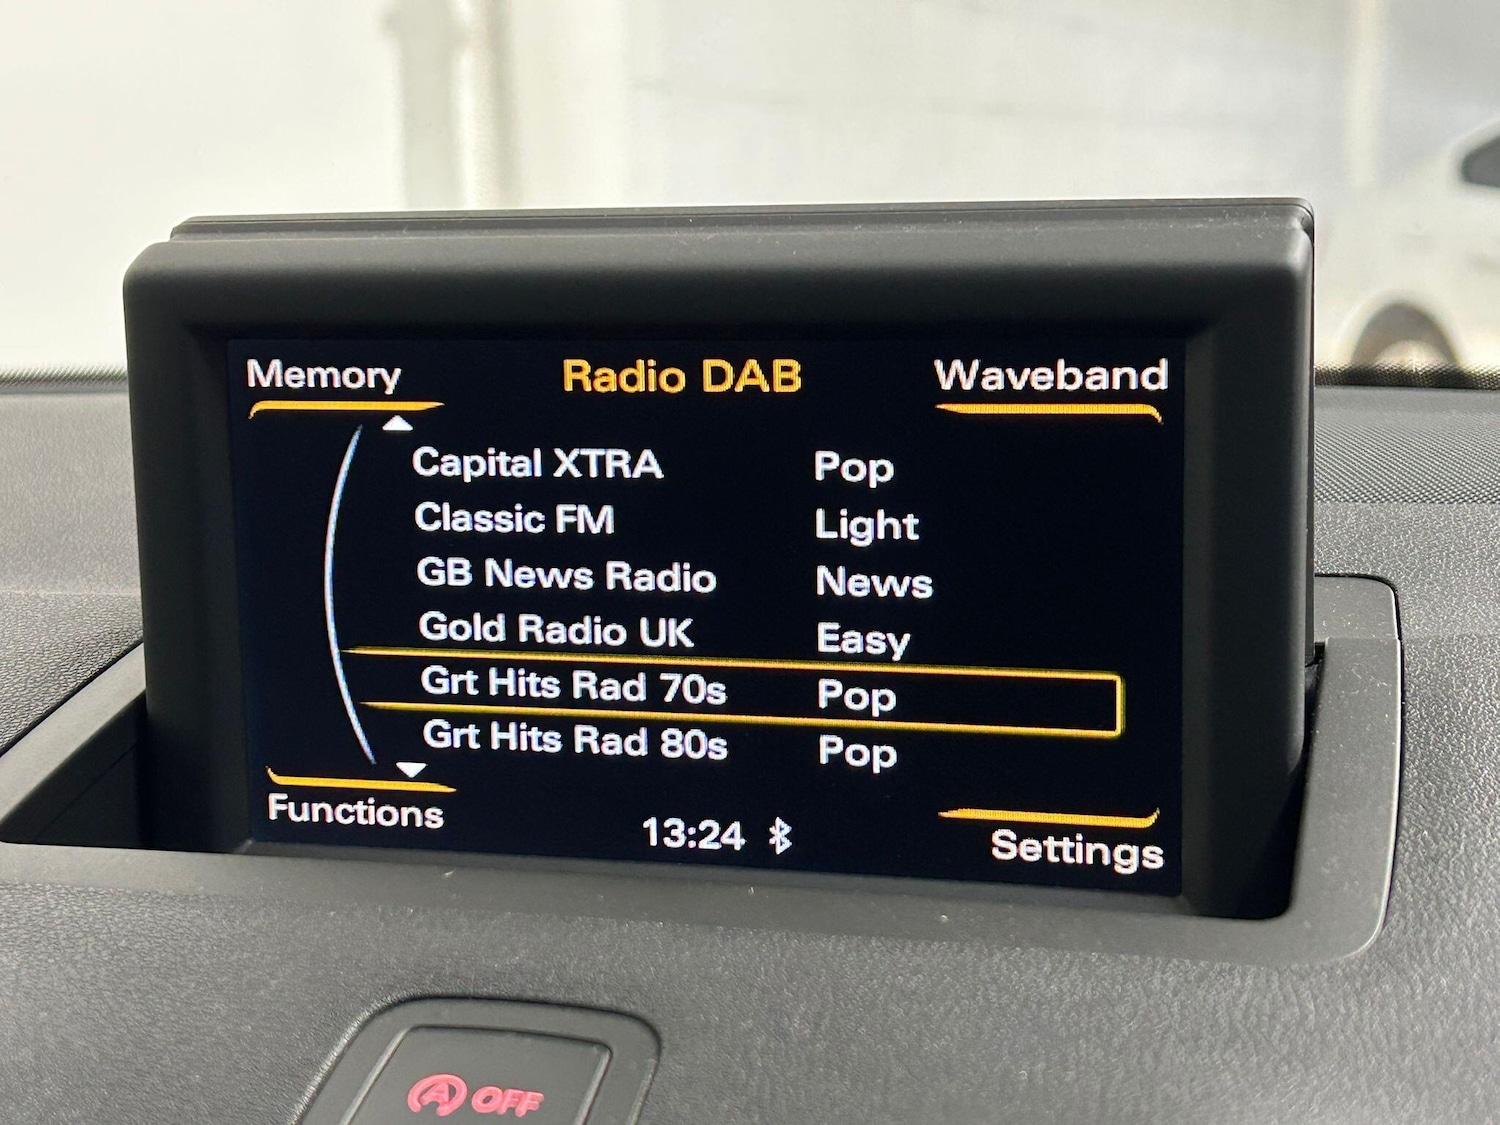 Memory Radio DAB Waveband
Capital XTRA Pop
Classic FM Light
GB News Radio News
Gold Radio UK Easy
Grt Hits Rad 70s Pop
Grt Hits Rad 80s Pop
Functions 13:24 Settings
A OFF